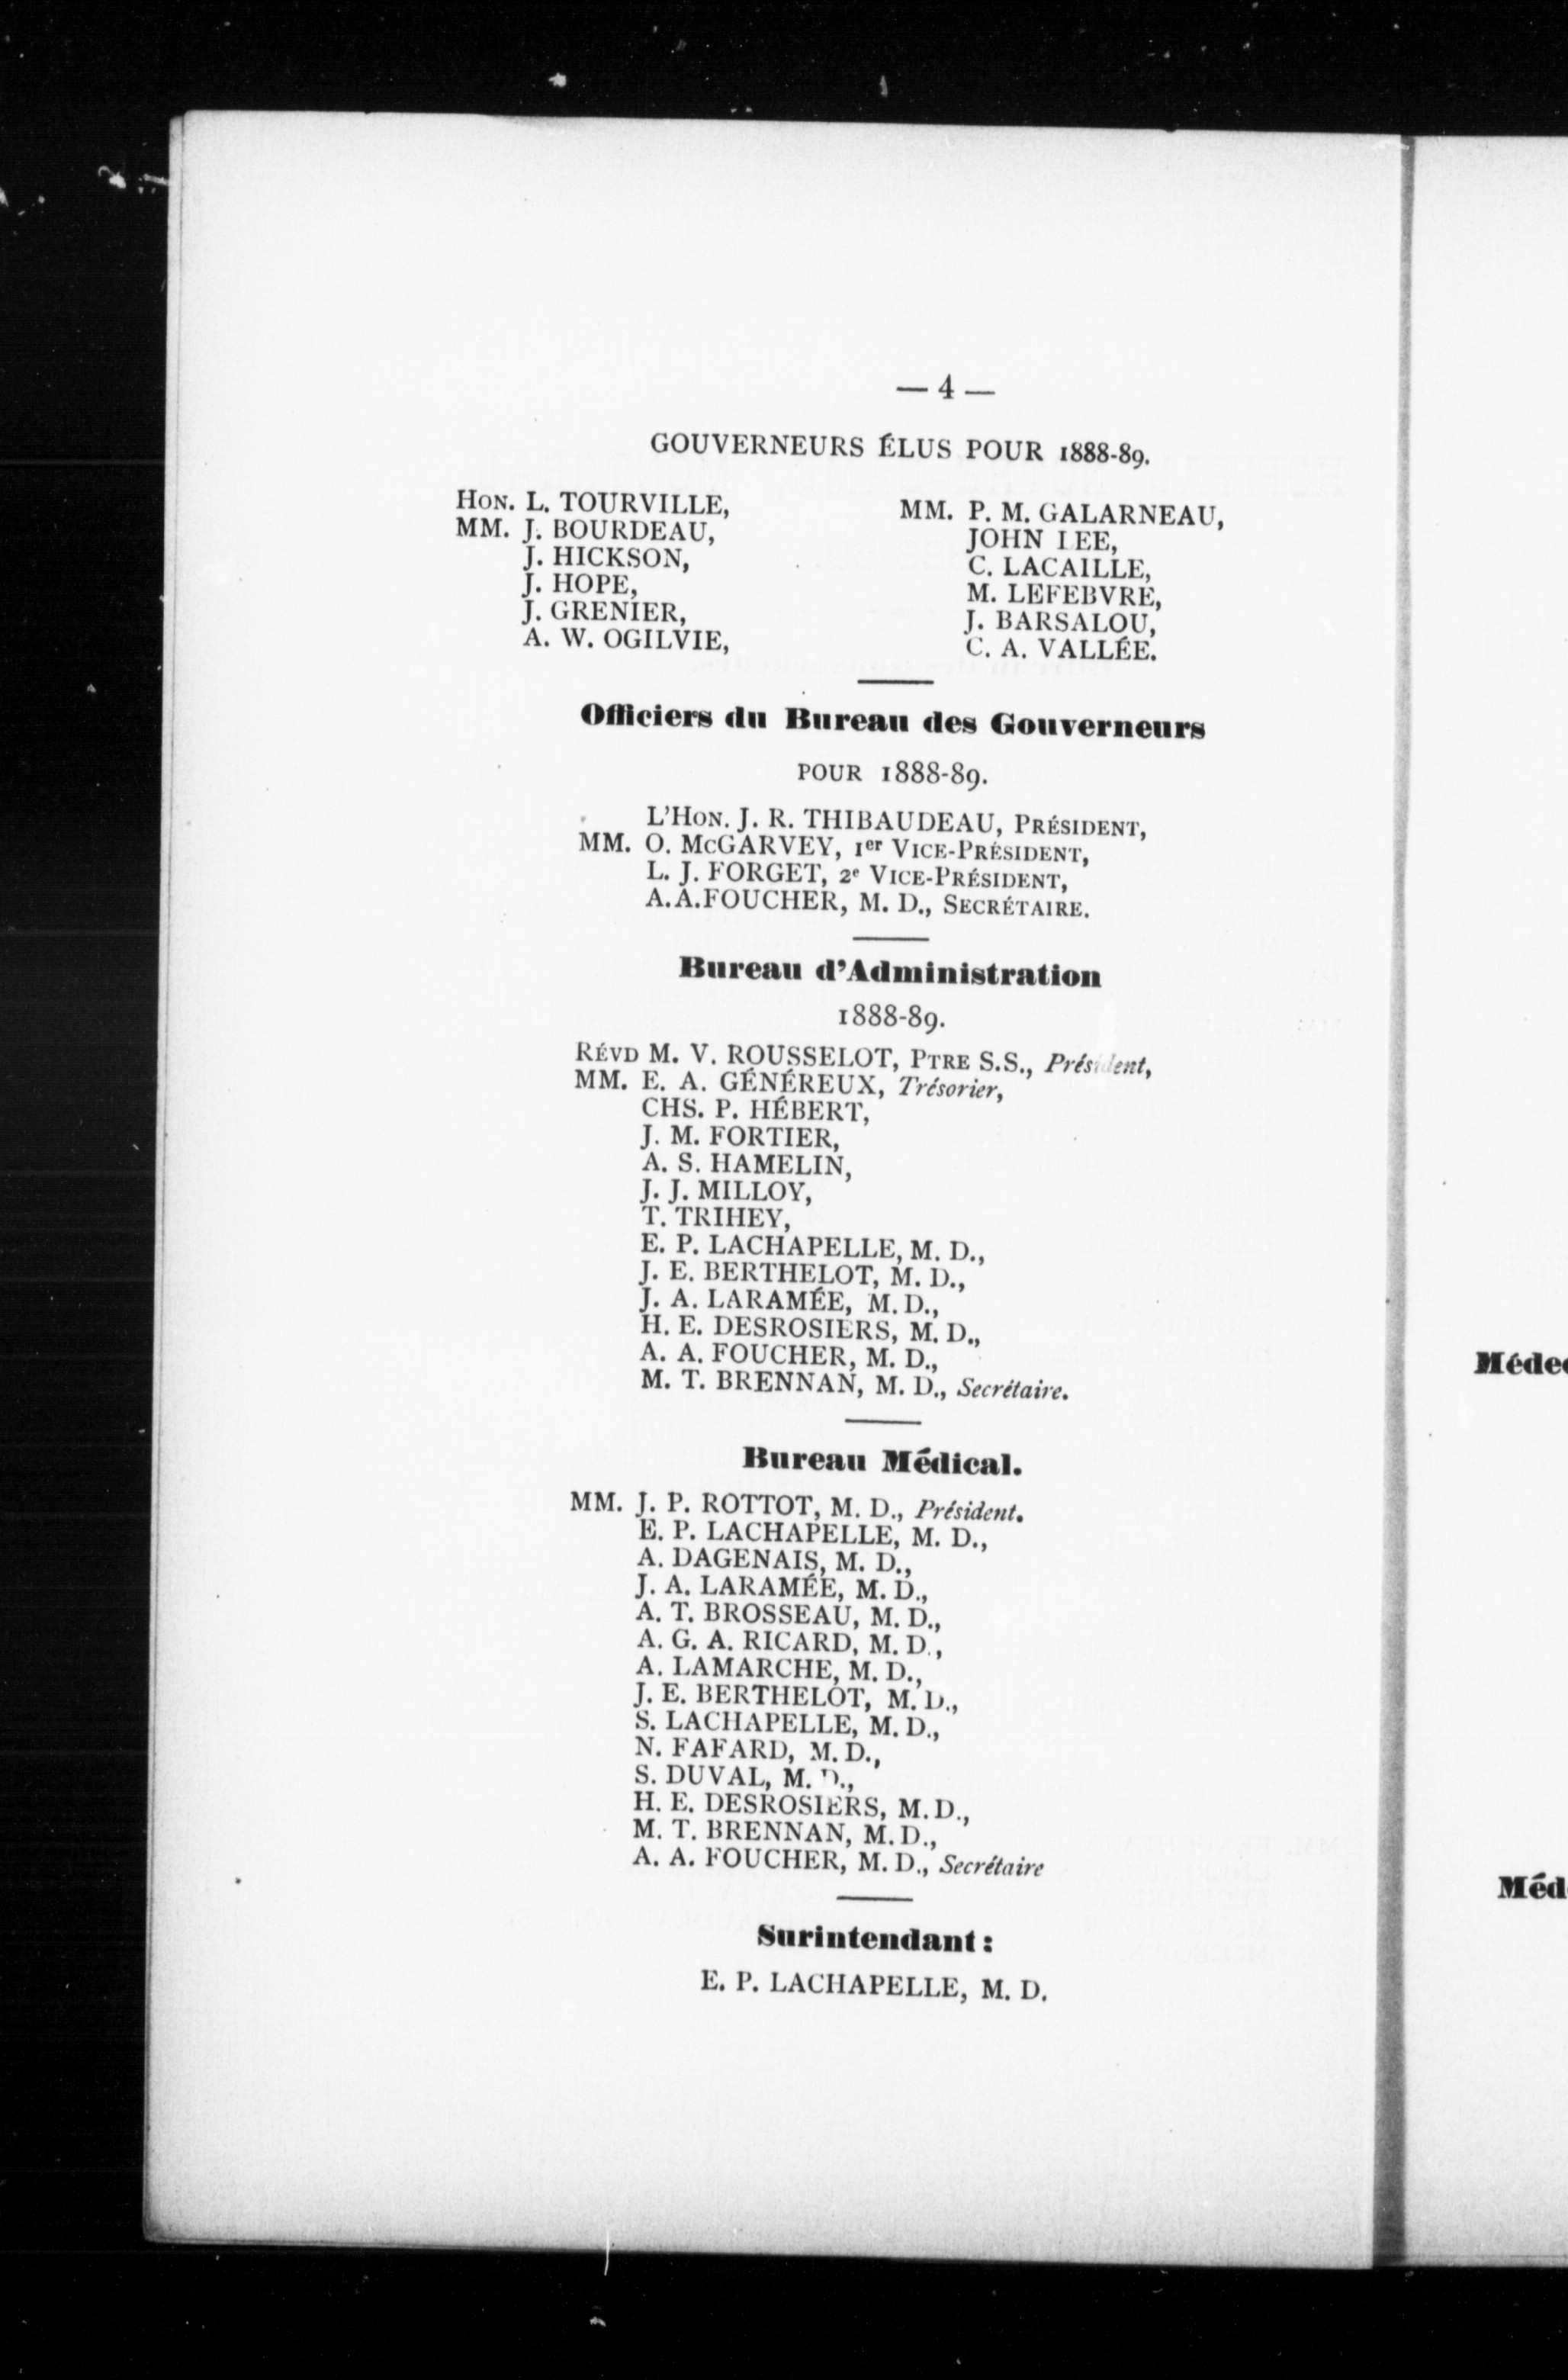 — 4 —
GOUVERNEURS ÉLUS POUR 1888-89.
HON. L. TOURVILLE,
MM. J. BOURDEAU,
J. HICKSON,
J. HOPE,
J. GRENIER,
A. W. OGILVIE,
MM. P. M. GALARNEAU,
JOHN LEE,
C. LACAILLE,
M. LEFEBVRE,
J. BARSALOU,
C. A. VALLÉE.
Officiers du Bureau des Gouverneurs
POUR 1888-89.
L'HON. J. R. THIBAUDEAU, PRÉSIDENT,
MM. O. McGARVEY, 1er VICE-PRÉSIDENT,
L. J. FORGET, 2e VICE-PRÉSIDENT,
A.A.FOUCHER, M. D., SECRÉTAIRE.
Bureau d'Administration
1888-89.
RÉVD M. V. ROUSSELOT, PTRE S.S., Président,
MM. E. A. GÉNÉREUX, Trésorier,
CHS. P. HÉBERT,
J. M. FORTIER,
A. S. HAMELIN,
J. J. MILLOY,
T. TRIHEY,
E. P. LACHAPELLE, M. D.,
J. E. BERTHELOT, M. D.,
J. A. LARAMÉE, M. D.,
H. E. DESROSIERS, M. D.,
A. A. FOUCHER, M. D.,
M. T. BRENNAN, M. D., Secrétaire.
Bureau Médical.
MM. J. P. ROTTOT, M. D., Président.
E. P. LACHAPELLE, M. D.,
A. DAGENAIS, M. D.,
J. A. LARAMÉE, M. D.,
A. T. BROSSEAU, M. D.,
A. G. A. RICARD, M. D.,
A. LAMARCHE, M. D.,
J. E. BERTHELOT, M. D.,
S. LACHAPELLE, M. D.,
N. FAFARD, M. D.,
S. DUVAL, M. D.,
H. E. DESROSIERS, M. D.,
M. T. BRENNAN, M. D.,
A. A. FOUCHER, M. D., Secrétaire
Surintendant :
E. P. LACHAPELLE, M. D.